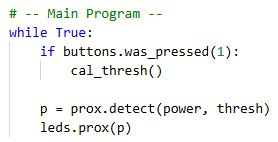 # -- Main Program --
while True:
    if buttons.was_pressed(1):
        cal_thresh()

    p = prox.detect(power, thresh)
    leds.prox(p)